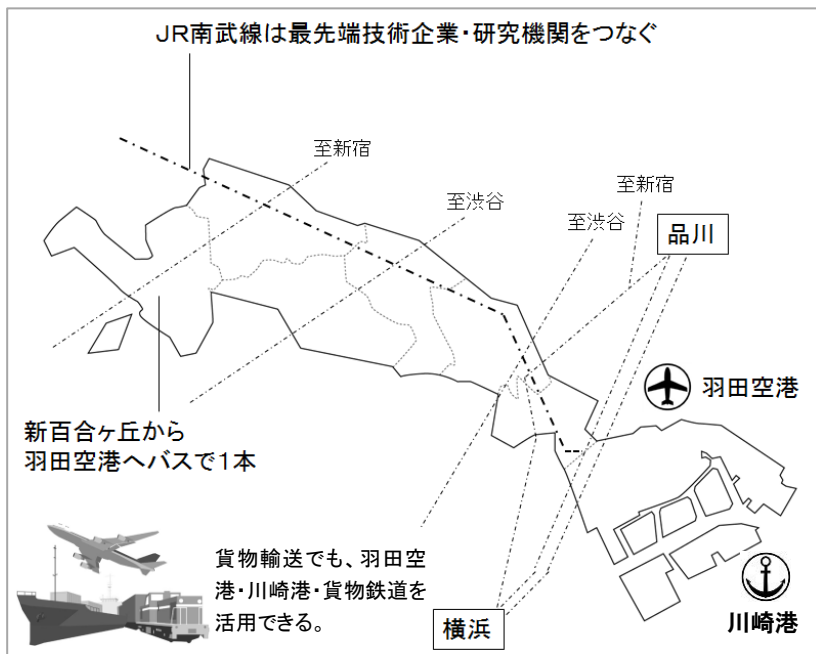 JR南武線は最先端技術企業・研究機関をつなぐ
至新宿
至新宿
至渋谷
至渋谷
品川
羽田空港
新百合ヶ丘から
羽田空港へバスで1本
貨物輸送でも、羽田空
港・川崎港・貨物鉄道を
活用できる。
横浜
川崎港